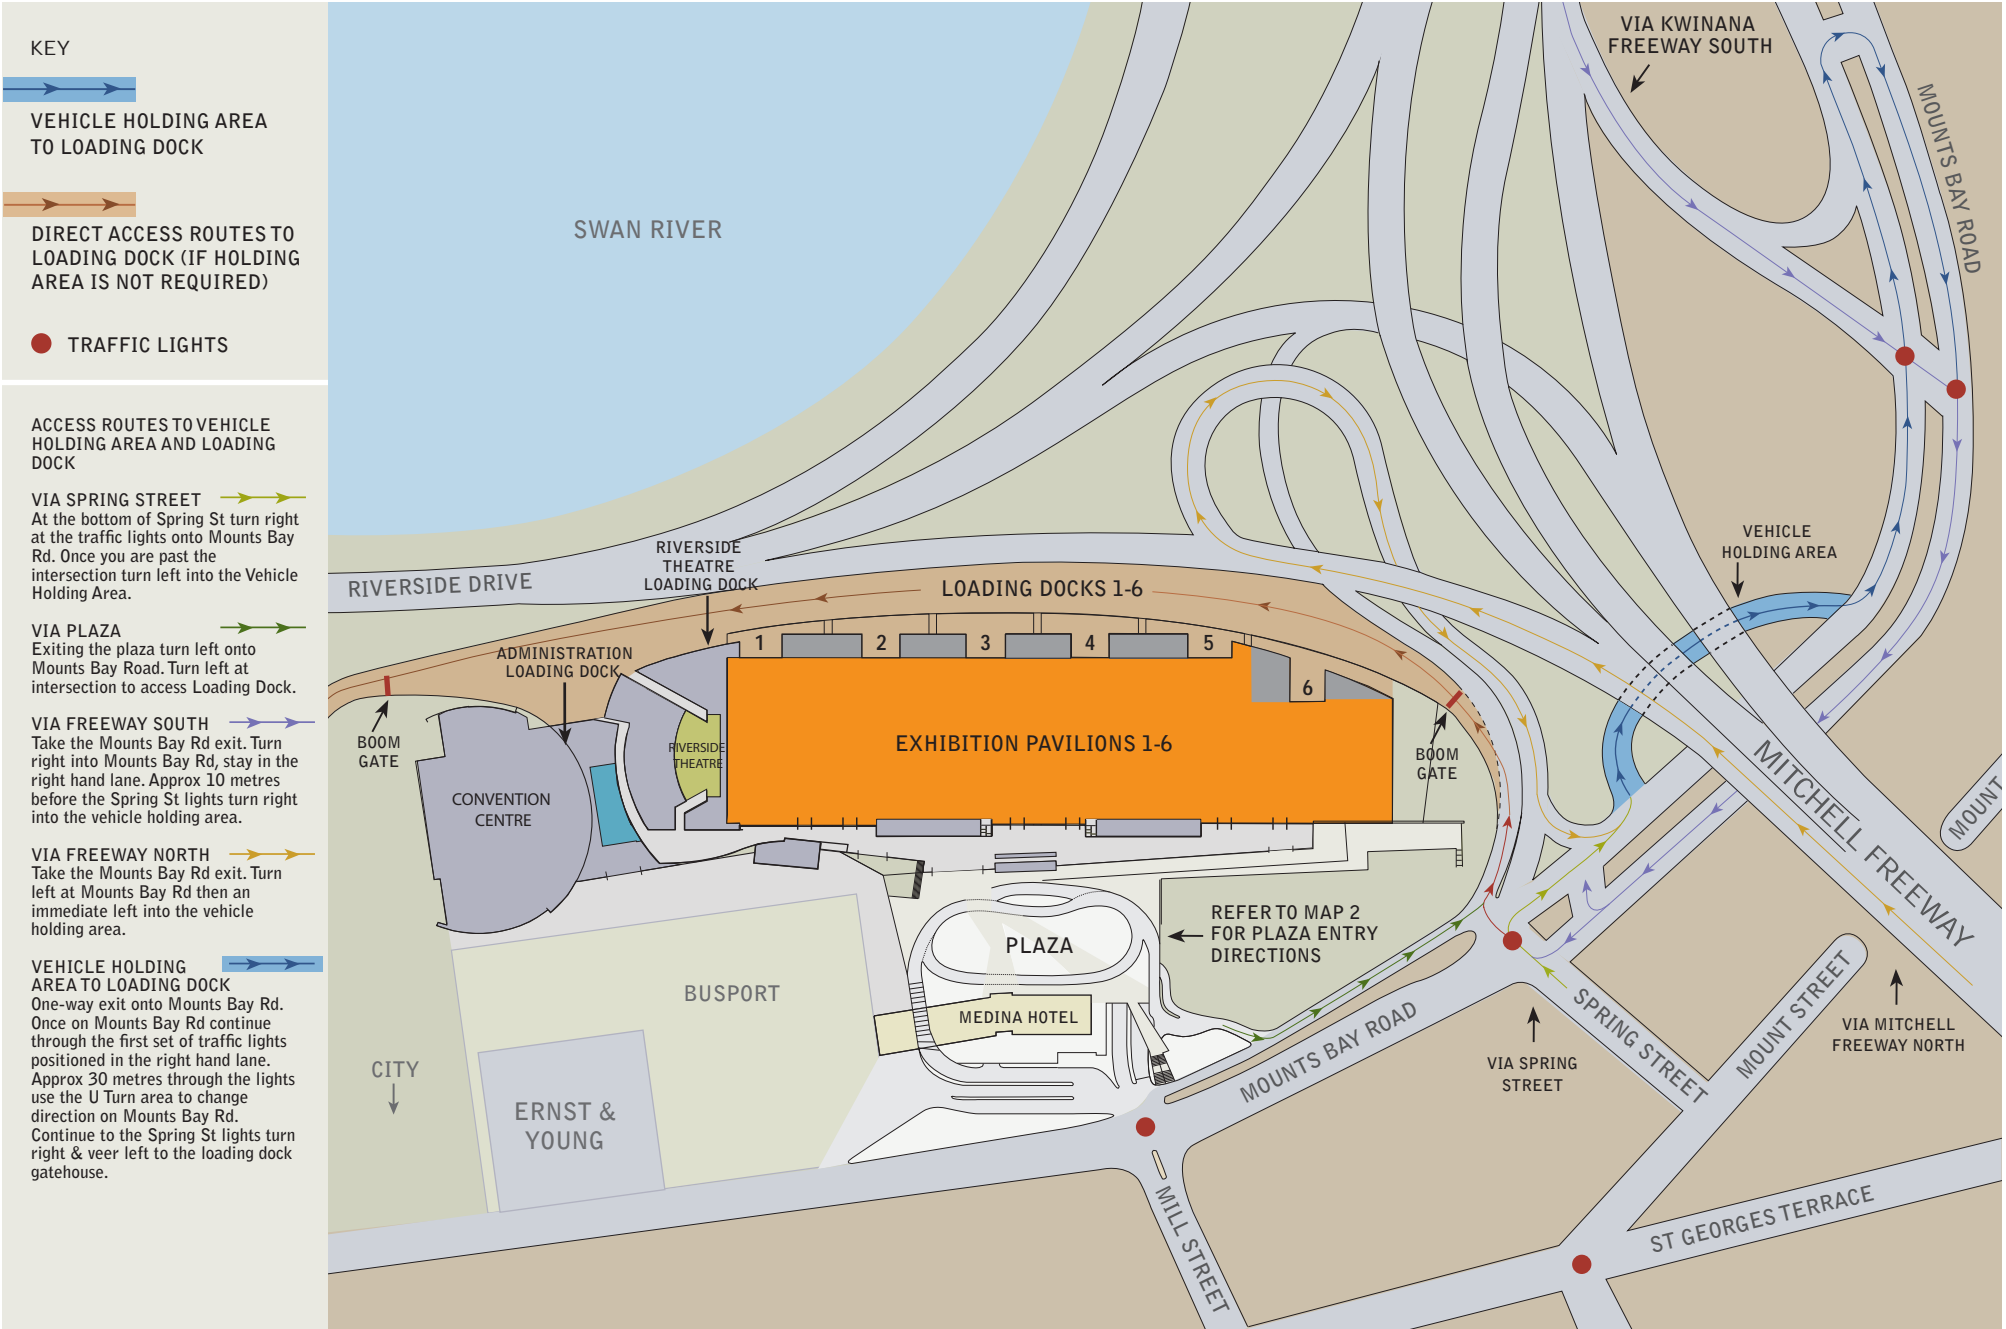 KEY
VEHICLE HOLDING AREA
TO LOADING DOCK
DIRECT ACCESS ROUTES TO
LOADING DOCK (IF HOLDING
AREA IS NOT REQUIRED)
TRAFFIC LIGHTS
ACCESS ROUTES TO VEHICLE
HOLDING AREA AND LOADING
DOCK
VIA SPRING STREET
At the bottom of Spring St turn right
at the traffic lights onto Mounts Bay
Rd. Once you are past the
intersection turn left into the Vehicle
Holding Area.
VIA PLAZA
Exiting the plaza turn left onto
Mounts Bay Road. Turn left at
intersection to access Loading Dock.
VIA FREEWAY SOUTH
Take the Mounts Bay Rd exit. Turn
right into Mounts Bay Rd, stay in the
right hand lane. Approx 10 metres
before the Spring St lights turn right
into the vehicle holding area.
VIA FREEWAY NORTH
Take the Mounts Bay Rd exit. Turn
left at Mounts Bay Rd then an
immediate left into the vehicle
holding area.
VEHICLE HOLDING
AREA TO LOADING DOCK
One-way exit onto Mounts Bay Rd.
Once on Mounts Bay Rd continue
through the first set of traffic lights
positioned in the right hand lane.
Approx 30 metres through the lights
use the U Turn area to change
direction on Mounts Bay Rd.
Continue to the Spring St lights turn
right & veer left to the loading dock
gatehouse.
VIA KWINANA
FREEWAY SOUTH
MOUNTS BAY ROAD
SWAN RIVER
VEHICLE
HOLDING AREA
RIVERSIDE DRIVE
RIVERSIDE
THEATRE
LOADING DOCK
LOADING DOCKS 1-6
ADMINISTRATION
LOADING DOCK
1
2
3
4
5
6
BOOM
GATE
RIVERSIDE
THEATRE
EXHIBITION PAVILIONS 1-6
BOOM
GATE
CONVENTION
CENTRE
MITCHELL FREEWAY
MOUNT
REFER TO MAP 2
FOR PLAZA ENTRY
DIRECTIONS
PLAZA
BUSPORT
MEDINA HOTEL
MOUNTS BAY ROAD
SPRING STREET
MOUNT STREET
VIA SPRING
STREET
VIA MITCHELL
FREEWAY NORTH
CITY
ERNST &
YOUNG
MILL STREET
ST GEORGES TERRACE